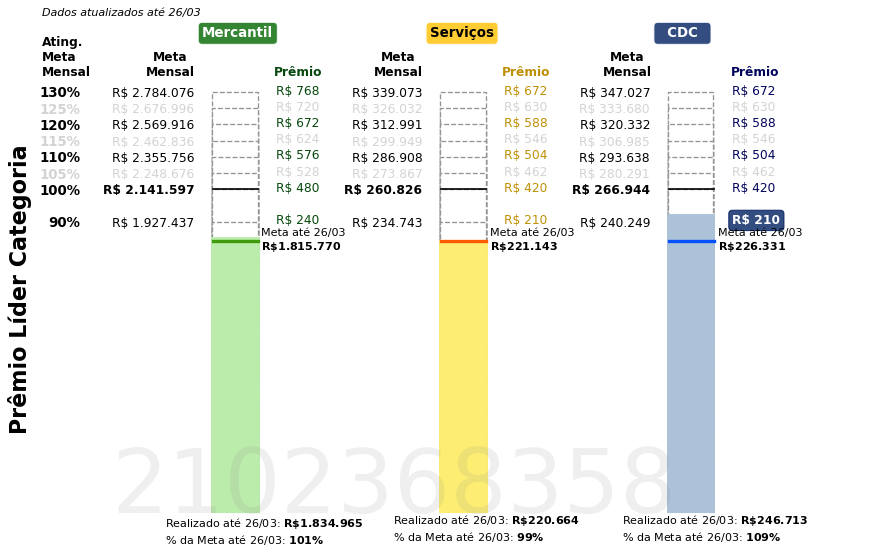 Dados atualizados até 26/03
Mercantil Serviços CDC
Ating.
Meta Meta Meta Meta
Mensal Mensal Prêmio Mensal Prêmio Mensal Prêmio
130% R$ 2.784.076 R$ 768 R$ 339.073 R$ 672 R$ 347.027 R$ 672
125% R$ 2.676.996 R$ 720 R$ 326.032 R$ 630 R$ 333.680 R$ 630
120% R$ 2.569.916 R$ 672 R$ 312.991 R$ 588 R$ 320.332 R$ 588
115% R$ 2.462.836 R$ 624 R$ 299.949 R$ 546 R$ 306.985 R$ 546
110% R$ 2.355.756 R$ 576 R$ 286.908 R$ 504 R$ 293.638 R$ 504
105% R$ 2.248.676 R$ 528 R$ 273.867 R$ 462 R$ 280.291 R$ 462
100% R$ 2.141.597 R$ 480 R$ 260.826 R$ 420 R$ 266.944 R$ 420
90% R$ 1.927.437 R$ 240 R$ 234.743 R$ 210 R$ 240.249 R$ 210
Meta até 26/03 Meta até 26/03 Meta até 26/03
R$1.815.770 R$221.143 R$226.331
Prêmio Líder Categoria
2102368358
Realizado até 26/03: R$1.834.965 Realizado até 26/03: R$220.664 Realizado até 26/03: R$246.713
% da Meta até 26/03: 101% % da Meta até 26/03: 99% % da Meta até 26/03: 109%